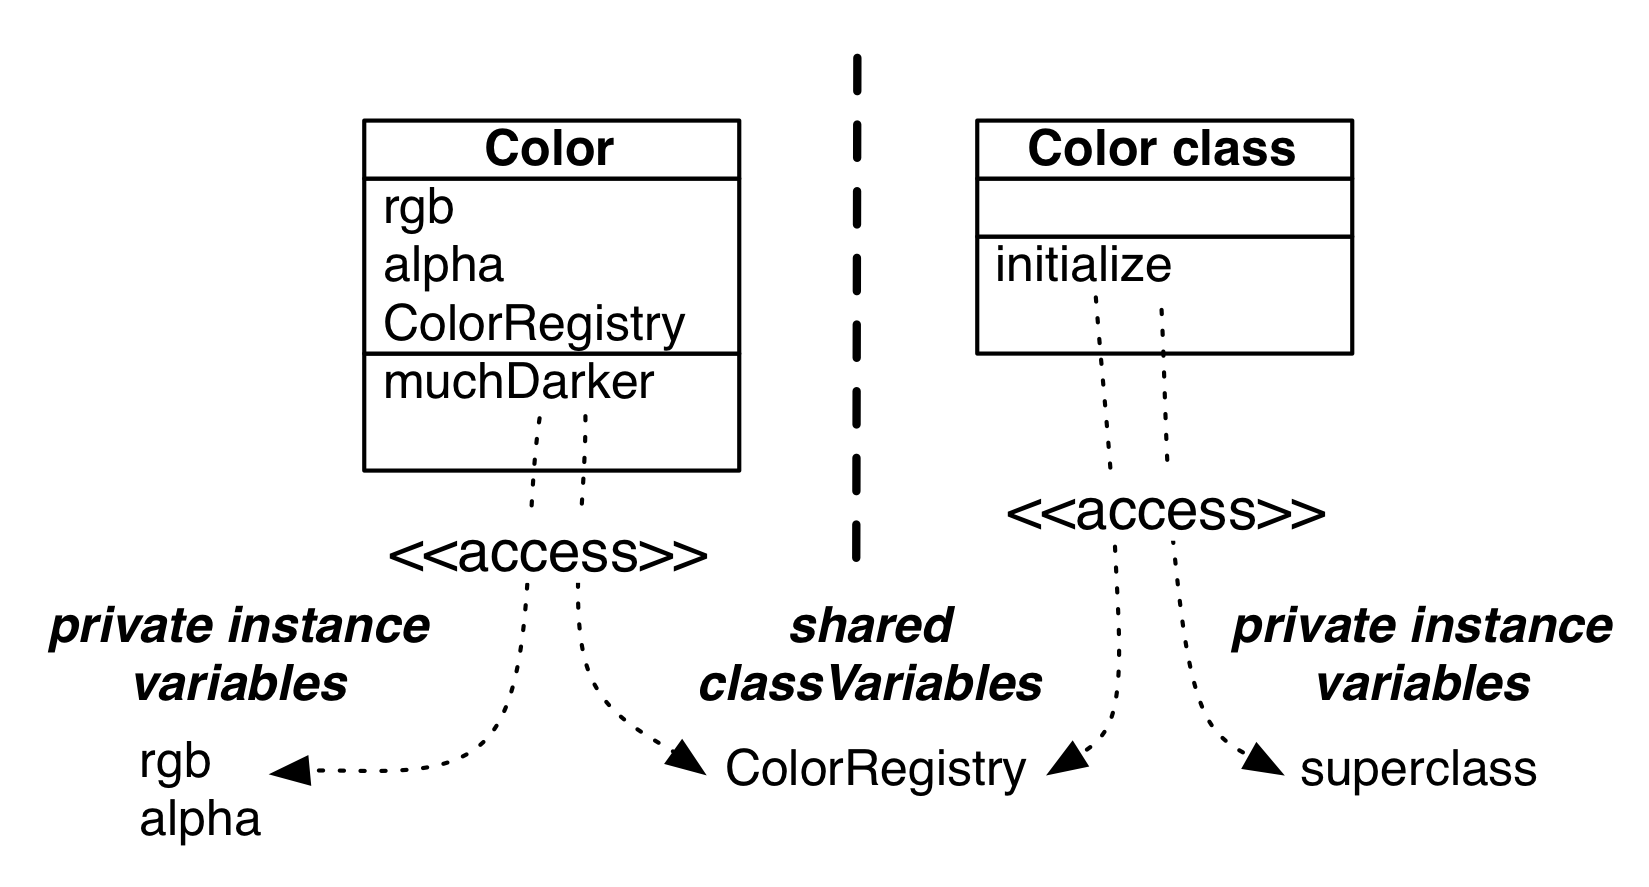 Color
rgb
alpha
ColorRegistry
muchDarker
Color class
initialize
<<access>>
<<access>>
private instance
variables
rgb
alpha
shared
classVariables
ColorRegistry
private instance
variables
superclass